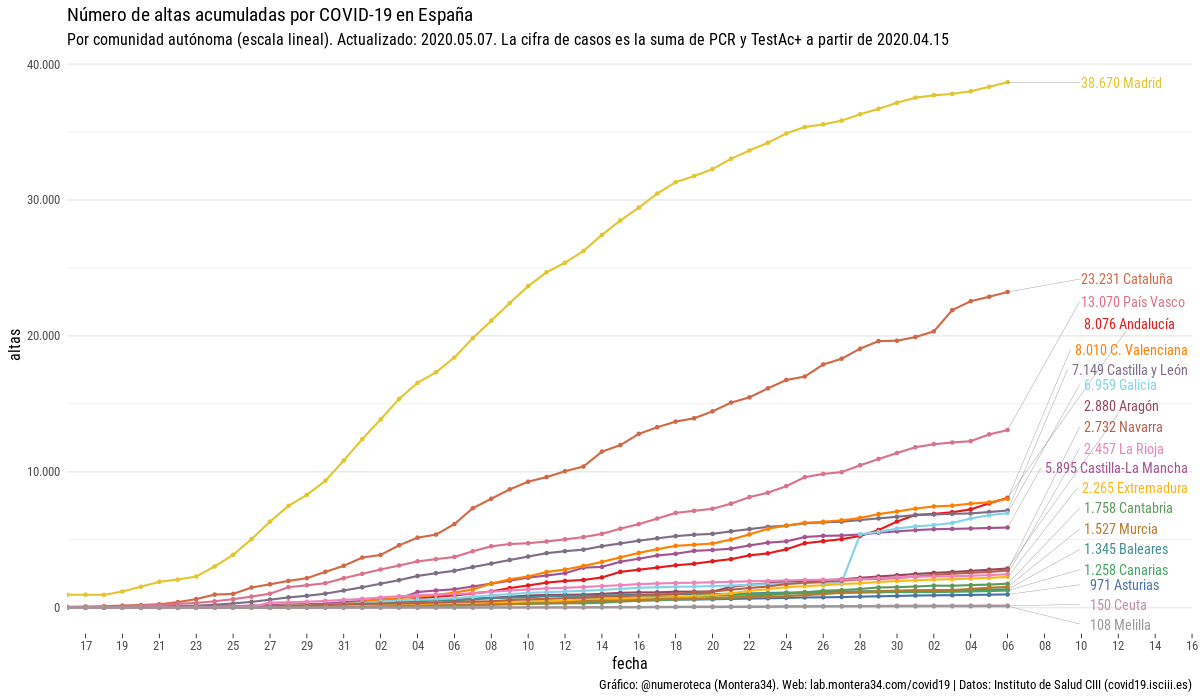 Número de altas acumuladas por COVID-19 en España
Por comunidad autónoma (escala lineal). Actualizado: 2020.05.07. La cifra de casos es la suma de PCR y TestAc+ a partir de 2020.04.15
40.000
30.000
20.000
10.000
0
altas
38.670 Madrid
23.231 Cataluña
13.070 País Vasco
8.076 Andalucía
8.010 C. Valenciana
7.149 Castilla y León
6.959 Galicia
2.880 Aragón
2.732 Navarra
2.457 La Rioja
5.895 Castilla-La Mancha
2.265 Extremadura
1.758 Cantabria
1.527 Murcia
1.345 Baleares
1.258 Canarias
971 Asturias
150 Ceuta
108 Melilla
17 19 21 23 25 27 29 31 02 04 06 08 10 12 14 16 18 20 22 24 26 28 30 02 04 06 08 10 12 14 16
fecha
Gráfico: @numeroteca (Montera34). Web: lab.montera34.com/covid19 | Datos: Instituto de Salud CIII (covid19.isciii.es)